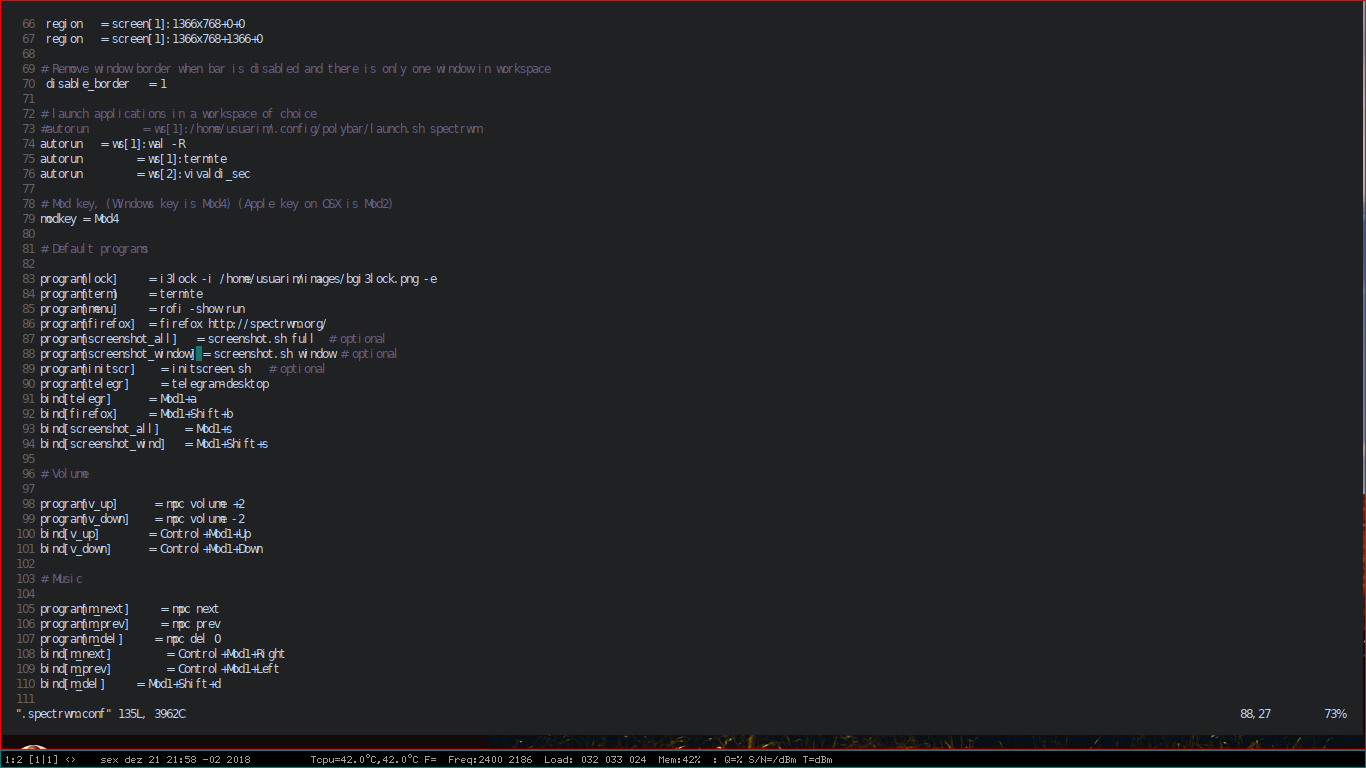 66 region = screen[1]:1366x768+0+0
67 region = screen[1]:1366x768+1366+0
68
69 # Remove window border when bar is disabled and there is only one window in workspace
70 disable_border = 1
71
72 # launch applications in a workspace of choice
73 #autorun = ws[1]:/home/usuarim/.config/polybar/launch.sh spectrwm
74 autorun = ws[1]:wal -R
75 autorun = ws[1]:termite
76 autorun = ws[2]:vivaldi_sec
77
78 # Mod key, (Windows key is Mod4) (Apple key on OSX is Mod2)
79 modkey = Mod4
80
81 # Default programs
82
83 program[lock] = i3lock -i /home/usuarim/images/bgi3lock.png -e
84 program[term] = termite
85 program[menu] = rofi -show run
86 program[firefox] = firefox http://spectrwm.org/
87 program[screenshot_all] = screenshot.sh full # optional
88 program[screenshot_window] = screenshot.sh window # optional
89 program[initscr] = initscreen.sh # optional
90 program[telegr] = telegram-desktop
91 bind[telegr] = Mod1+a
92 bind[firefox] = Mod1+Shift+b
93 bind[screenshot_all] = Mod1+s
94 bind[screenshot_wind] = Mod1+Shift+s
95
96 # Volume
97
98 program[v_up] = mpc volume +2
99 program[v_down] = mpc volume -2
100 bind[v_up] = Control+Mod1+Up
101 bind[v_down] = Control+Mod1+Down
102
103 # Music
104
105 program[m_next] = mpc next
106 program[m_prev] = mpc prev
107 program[m_del] = mpc del 0
108 bind[m_next] = Control+Mod1+Right
109 bind[m_prev] = Control+Mod1+Left
110 bind[m_del] = Mod1+Shift+d
111
".spectrwm.conf" 135L, 3962C 88,27 73%
1:2 [1|1] <> sex dez 21 21:58 -02 2018 Topu=42.0°C,42.0°C F= Freq:2400 2186 Load: 032 033 024 Mem:42% : Q=% S/N=/dBm T=dBm